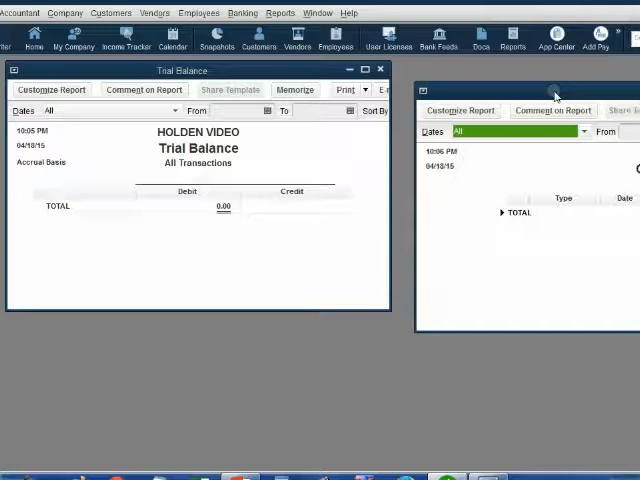 Accountant Company Customers Vendors Employees Banking Reports Window Help
Home My Company Income Tracker Calendar Snapshots Customers Vendors Employees User Licenses Bank Feeds Docs Reports App Center Add Pay »
Trial Balance
Customize Report Comment on Report Share Template Memorize Print
Dates All From To Sort By
10:05 PM
04/18/15
Accrual Basis
HOLDEN VIDEO
Trial Balance
All Transactions
Debit Credit
TOTAL 0.00
Customize Report Comment on Report Share Te
Dates All From
10:06 PM
04/18/15
Type Date
TOTAL